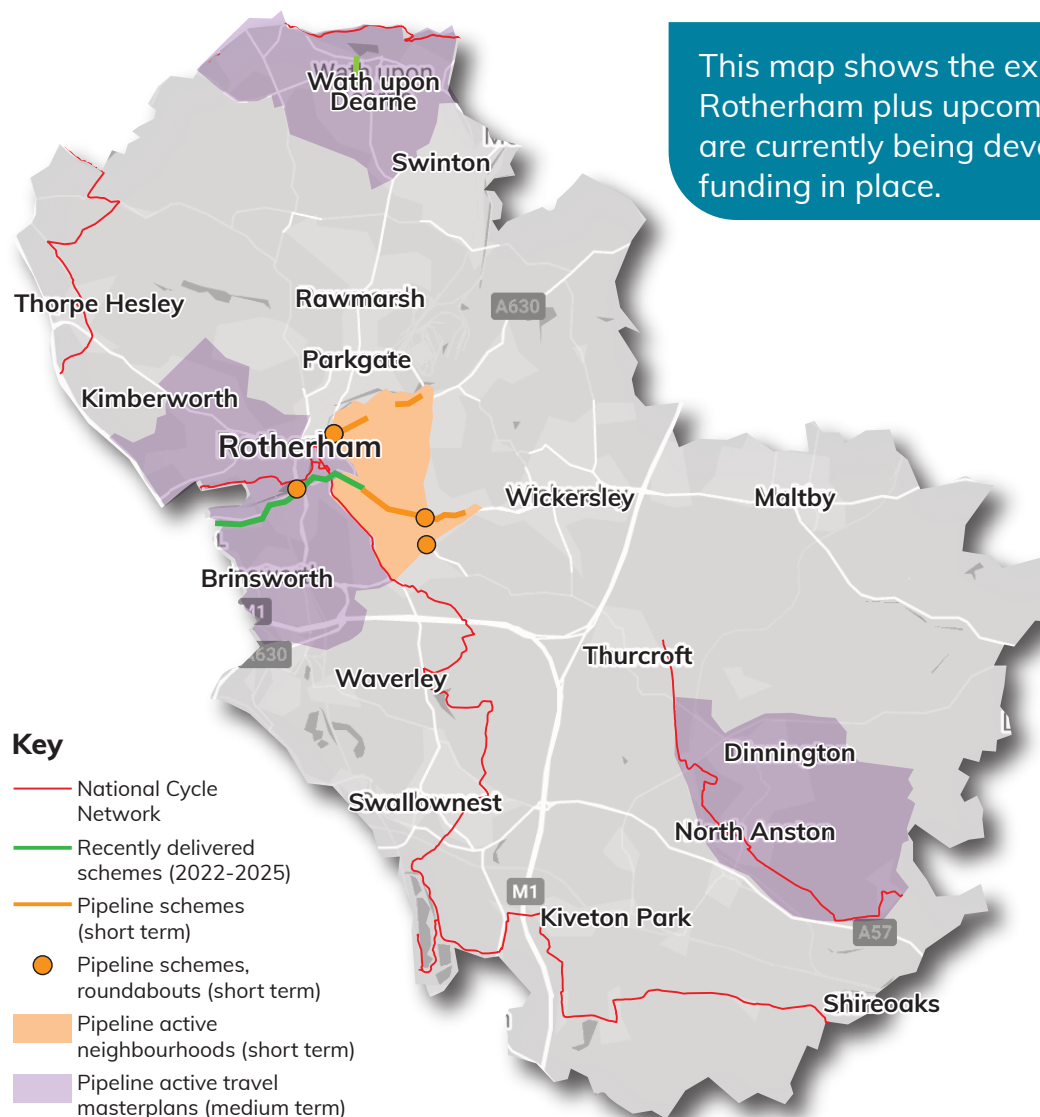 This map shows the ex
Rotherham plus upcom
are currently being deve
funding in place.
Wath upon
Dearne
Swinton
Thorpe Hesley
Rawmarsh
A630
Parkgate
Kimberworth
Rotherham
Wickersley
Maltby
Brinsworth
M1
A630
Thurcroft
Waverley
Dinnington
Swallownest
North Anston
M1
Kiveton Park
A57
Shireoaks
Key
National Cycle
Network
Recently delivered
schemes (2022-2025)
Pipeline schemes
(short term)
Pipeline schemes,
roundabouts (short term)
Pipeline active
neighbourhoods (short term)
Pipeline active travel
masterplans (medium term)